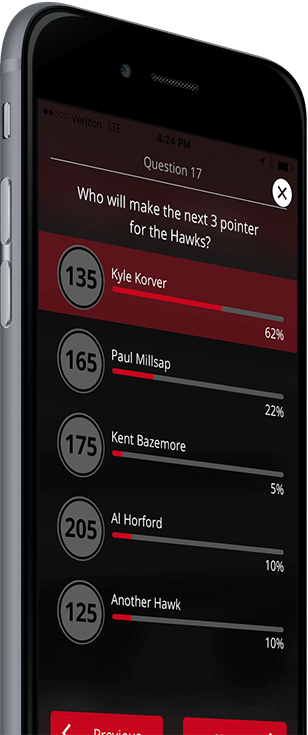 Verizon LTE
4:24 PM
Question 17
X
Who will make the next 3 pointer
for the Hawks?
135 Kyle Korver
62%
165 Paul Millsap
22%
175 Kent Bazemore
5%
205 Al Horford
10%
125 Another Hawk
10%
Previous